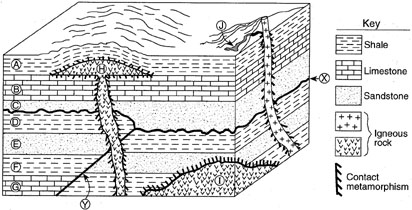 J
Key
Shale
Limestone
Sandstone
Igneous
rock
Contact
metamorphism
A
H
B
X
C
D
E
F
G
I
Y